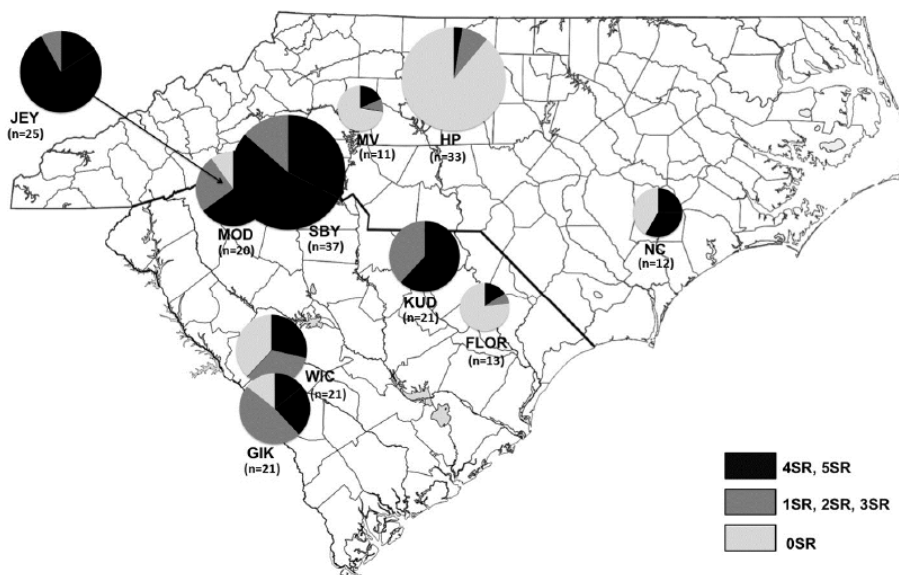 JEY
(n=25)
MV
(n=11)
HP
(n=33)
MOD
(n=20)
SBY
(n=37)
NC
(n=12)
KUD
(n=21)
FLOR
(n=13)
WIC
(n=21)
GIK
(n=21)
4SR, 5SR
1SR, 2SR, 3SR
0SR